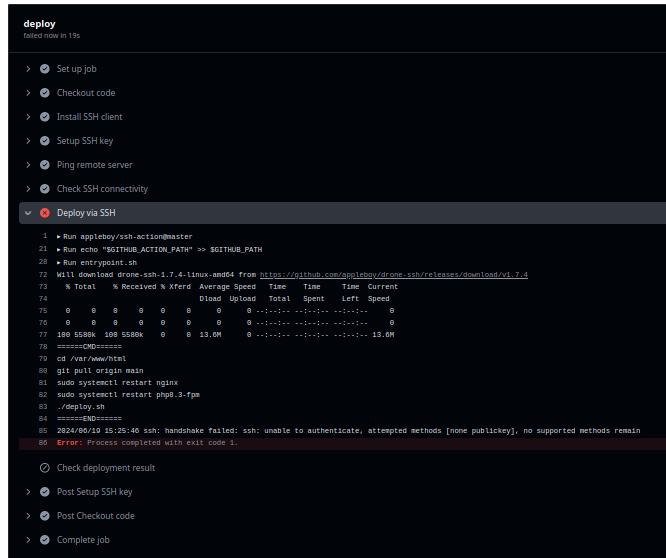 deploy
failed now in 19s
Set up job
Checkout code
Install SSH client
Setup SSH key
Ping remote server
Check SSH connectivity
Deploy via SSH
1 ▸ Run appleboy/ssh-action@master
21 ▸ Run echo "$GITHUB_ACTION_PATH" >> $GITHUB_PATH
28 ▸ Run entrypoint.sh
72 Will download drone-ssh-1.7.4-linux-amd64 from https://github.com/appleboy/drone-ssh/releases/download/v1.7.4
73 % Total % Received % Xferd Average Speed Time Time Time Current
74 Dload Upload Total Spent Left Speed
75 0 0 0 0 0 0 0 0 --:--:-- --:--:-- --:--:-- 0
76 0 0 0 0 0 0 0 0 --:--:-- --:--:-- --:--:-- 0
77 100 5580k 100 5580k 0 0 13.6M 0 --:--:-- --:--:-- --:--:-- 13.6M
78 ======CMD======
79 cd /var/www/html
80 git pull origin main
81 sudo systemctl restart nginx
82 sudo systemctl restart php8.3-fpm
83 ./deploy.sh
84 ======END======
85 2024/06/19 15:25:46 ssh: handshake failed: ssh: unable to authenticate, attempted methods [none publickey], no supported methods remain
86 Error: Process completed with exit code 1.
Check deployment result
Post Setup SSH key
Post Checkout code
Complete job